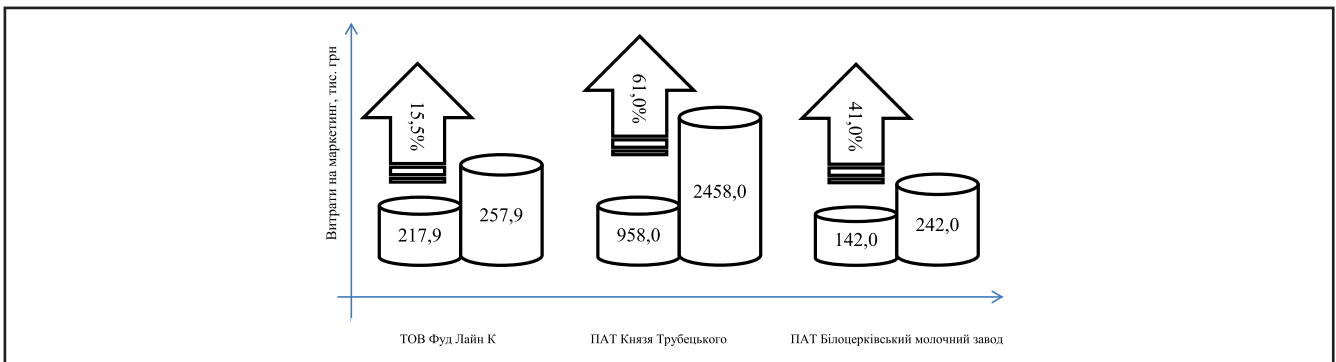 Витрати на маркетинг, тис. грн
15,5%
61,0%
41,0%
217,9
257,9
958,0
2458,0
142,0
242,0
ТОВ Фуд Лайн К
ПАТ Князя Трубецького
ПАТ Білоцерківський молочний завод